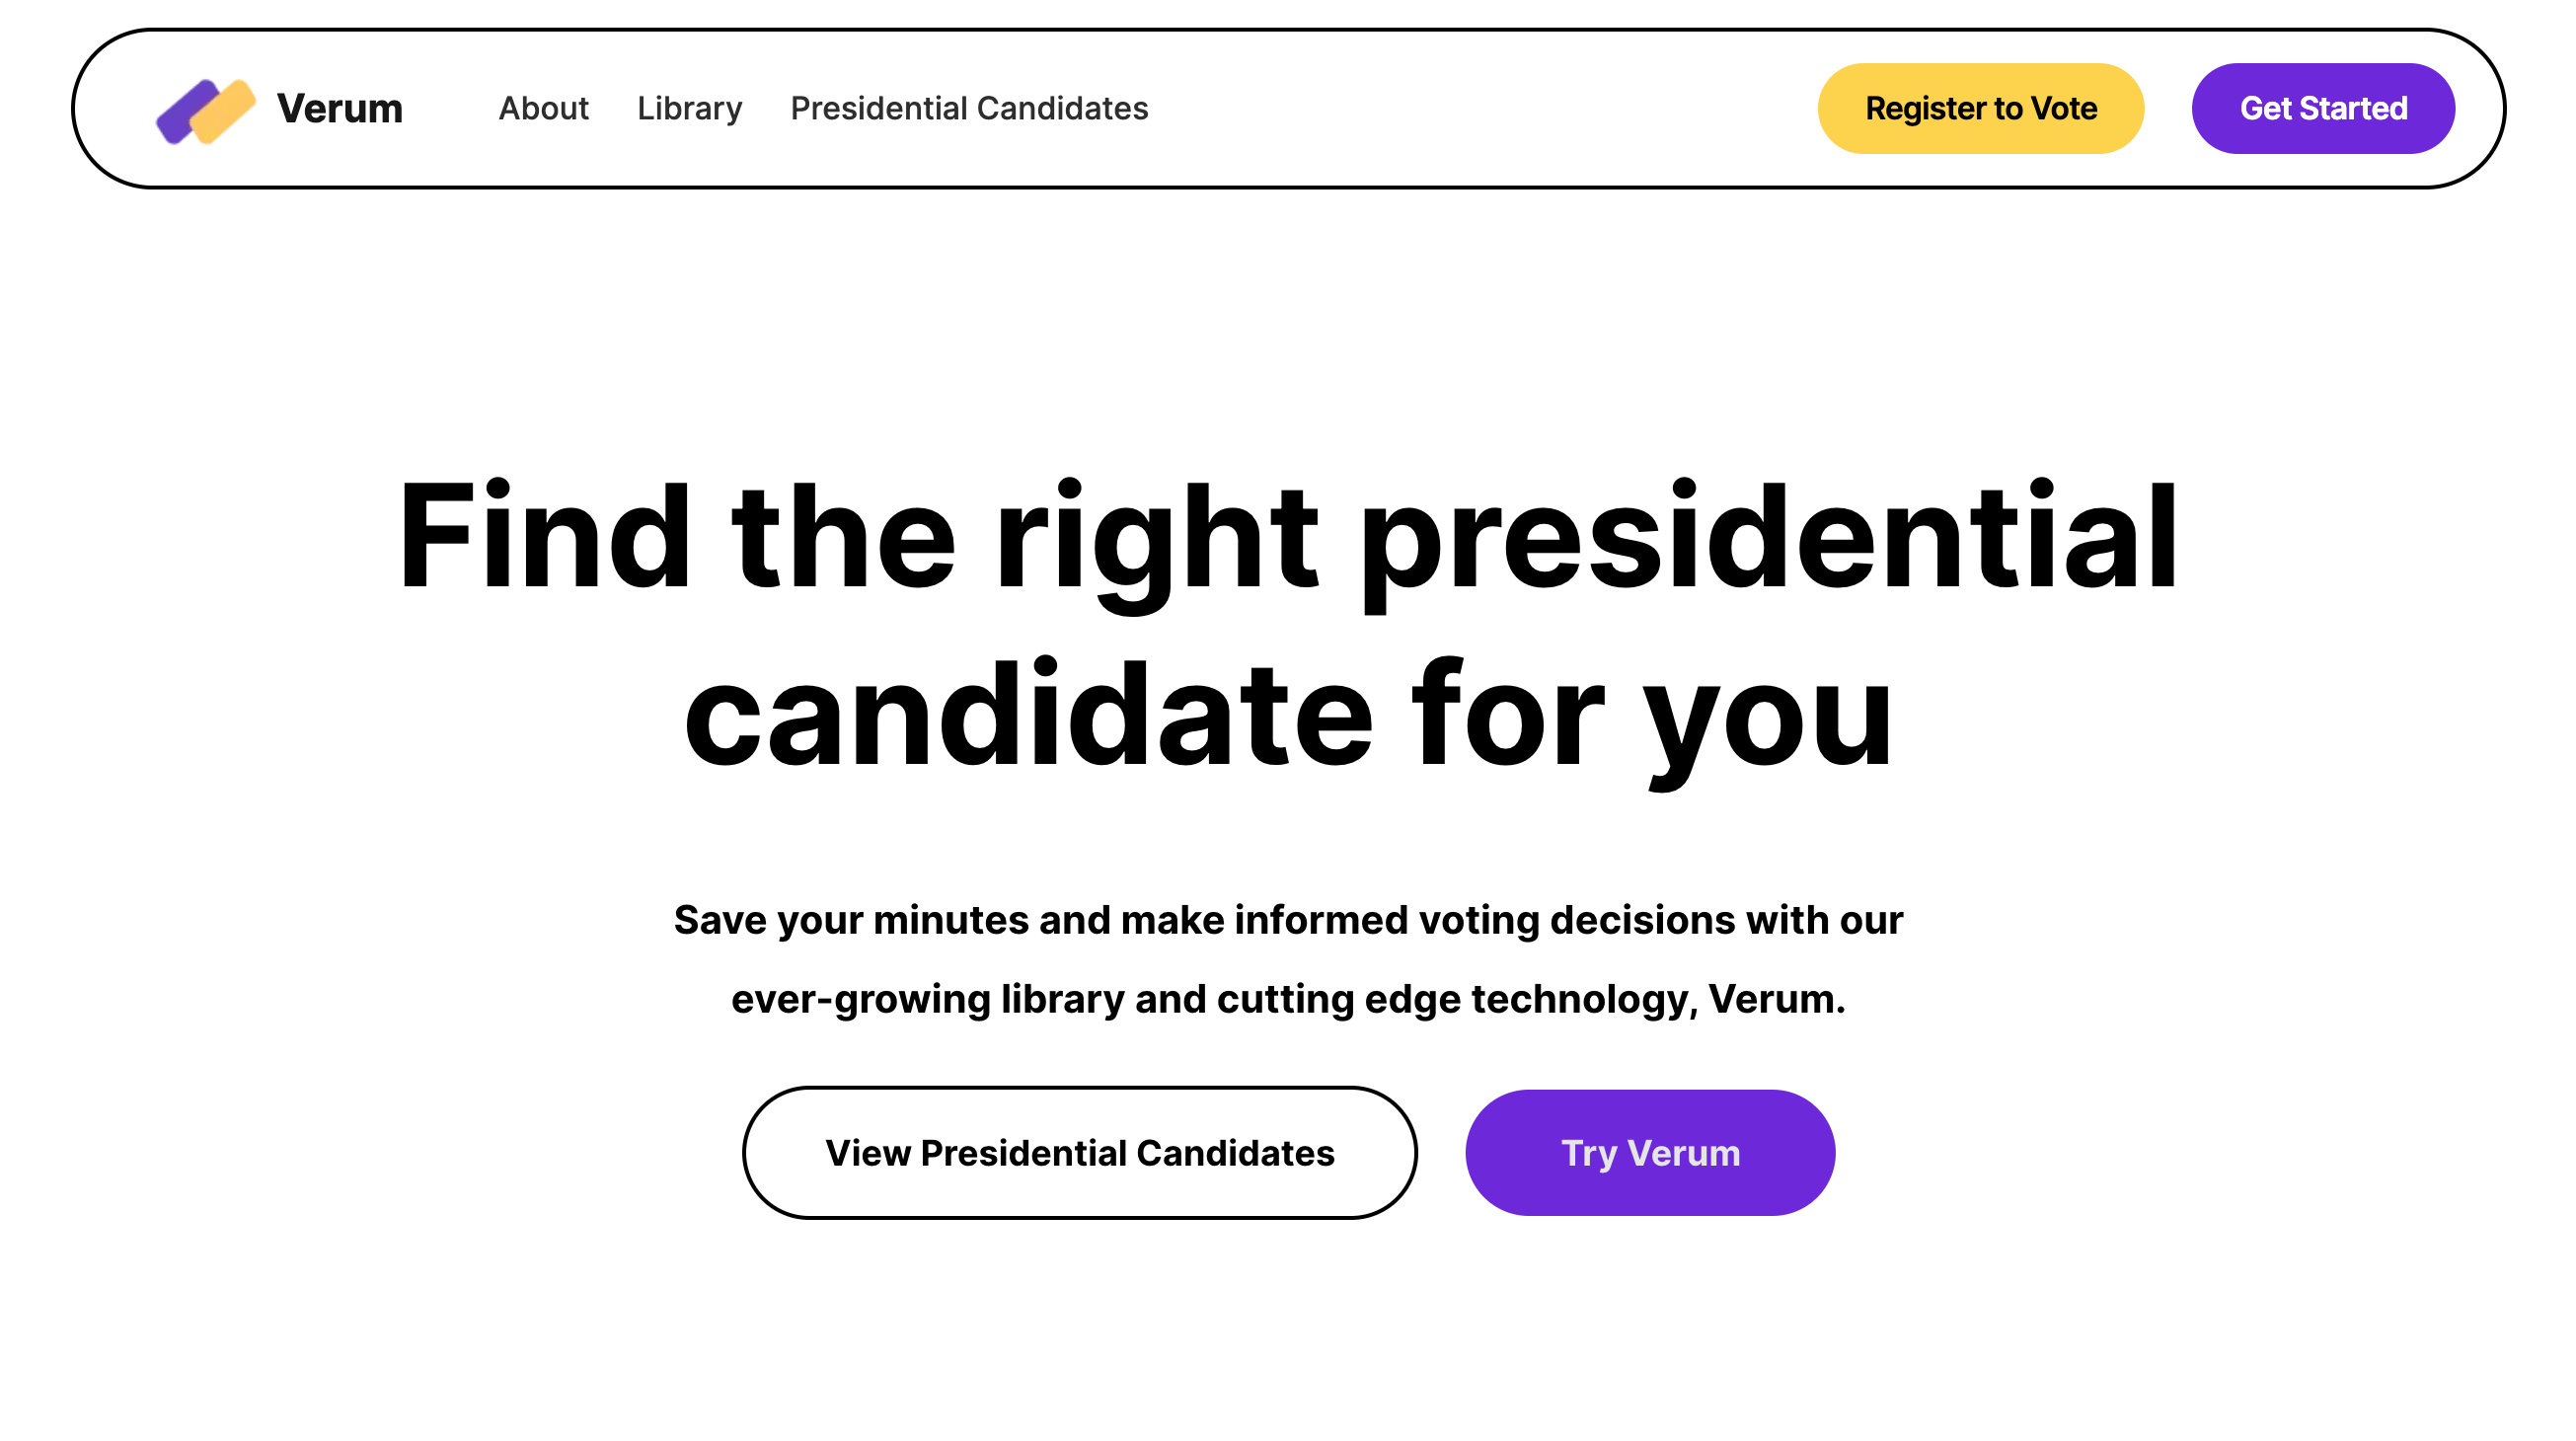 Verum
About
Library
Presidential Candidates
Register to Vote
Get Started
Find the right presidential
candidate for you
Save your minutes and make informed voting decisions with our
ever-growing library and cutting edge technology, Verum.
View Presidential Candidates
Try Verum